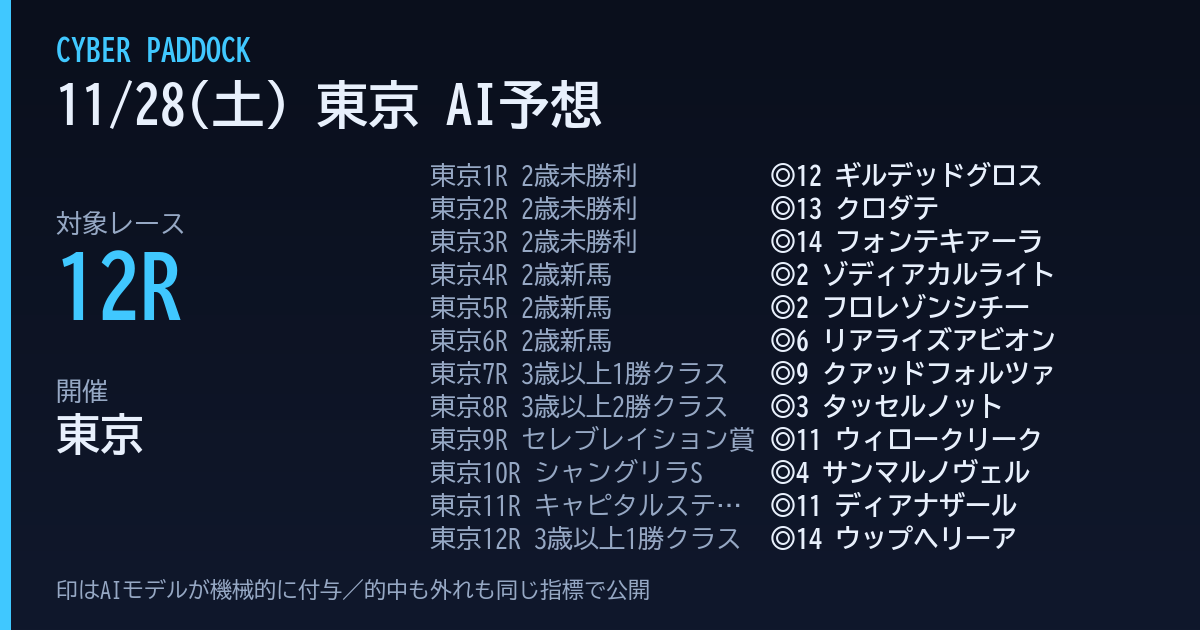 CYBER PADDOCK
11/28(土) 東京 AI予想
対象レース
12R
開催
東京
東京1R 2歳未勝利 ◎12 ギルデッドグロス
東京2R 2歳未勝利 ◎13 クロダテ
東京3R 2歳未勝利 ◎14 フォンテキアーラ
東京4R 2歳新馬 ◎2 ゾディアカルライト
東京5R 2歳新馬 ◎2 フロレゾンシチー
東京6R 2歳新馬 ◎6 リアライズアビオン
東京7R 3歳以上1勝クラス ◎9 クアッドフォルツァ
東京8R 3歳以上2勝クラス ◎3 タッセルノット
東京9R セレブレイション賞 ◎11 ウィロークリーク
東京10R シャングリラS ◎4 サンマルノヴェル
東京11R キャピタルステ… ◎11 ディアナザール
東京12R 3歳以上1勝クラス ◎14 ウップヘリーア
印はAIモデルが機械的に付与／的中も外れも同じ指標で公開